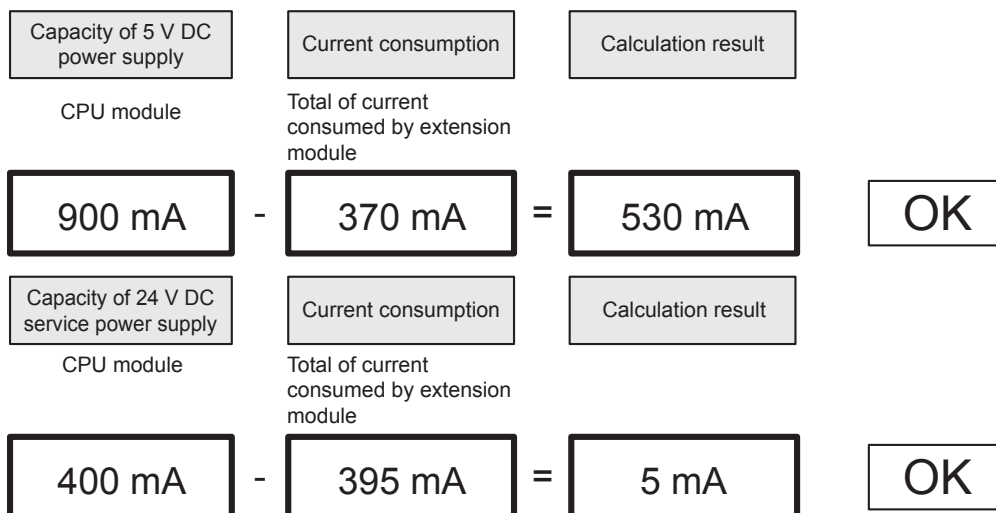 Capacity of 5 V DC
power supply
Current consumption
Calculation result
CPU module
Total of current
consumed by extension
module
900 mA - 370 mA = 530 mA OK
Capacity of 24 V DC
service power supply
Current consumption
Calculation result
CPU module
Total of current
consumed by extension
module
400 mA - 395 mA = 5 mA OK